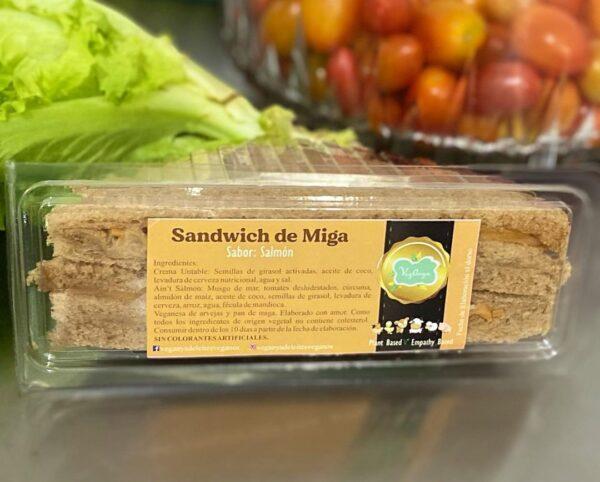 Sandwich de Miga
Sabor: Salmón
Ingredientes:
Crema Untable: Semillas de girasol activadas, aceite de coco,
levadura de cerveza nutricional, agua y sal.
Ain't Salmon: Musgo de mar, tomates deshidratados, cúrcuma,
almidón de maíz, aceite de coco, semillas de girasol, levadura de
cerveza, arroz, agua, fécula de mandioca.
Veganesa de arvejas y pan de miga. Elaborado con amor. Como
todos los ingredientes de origen vegetal no contiene colesterol.
Consumir dentro de los 10 días a partir de la fecha de elaboración.
SIN COLORANTES ARTIFICIALES.
Plant Based Empathy Based